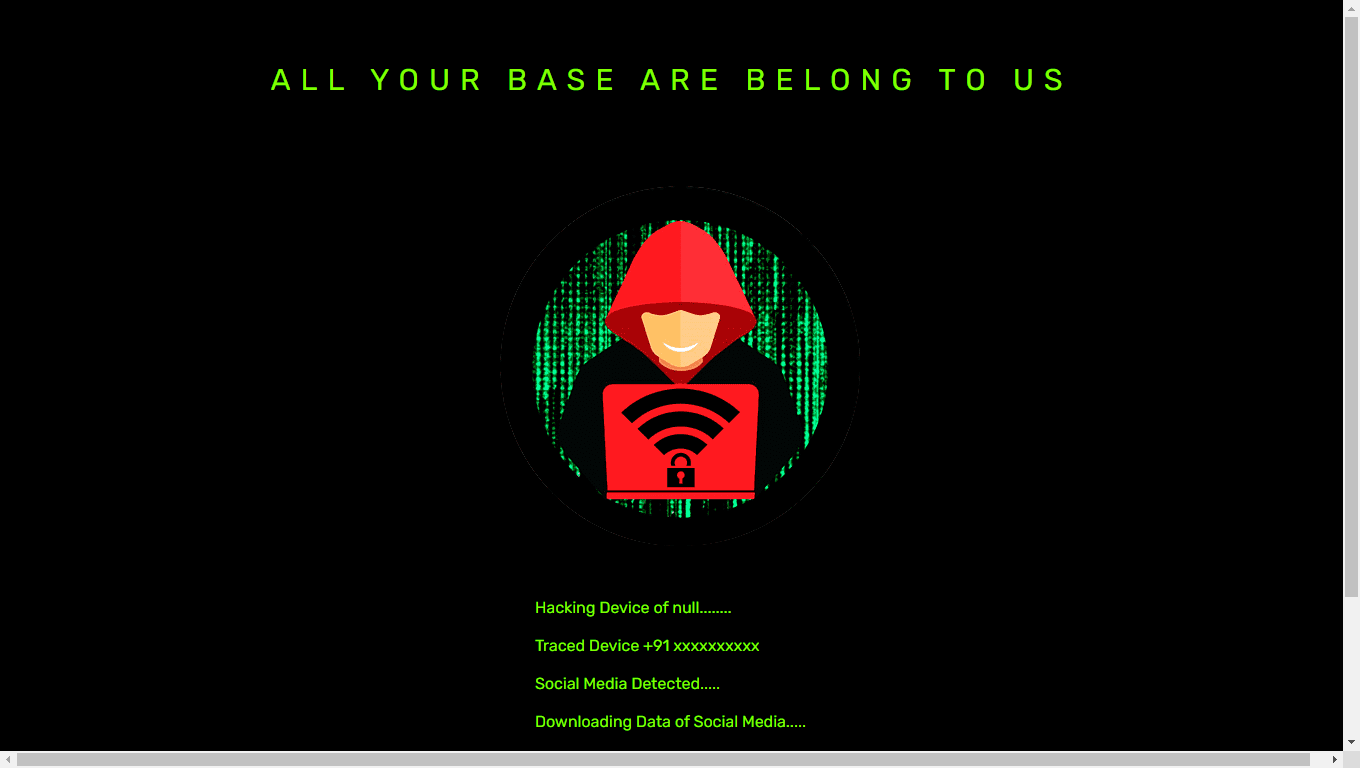 ALL YOUR BASE ARE BELONG TO US
Hacking Device of null........
Traced Device +91 xxxxxxxxxx
Social Media Detected.....
Downloading Data of Social Media.....